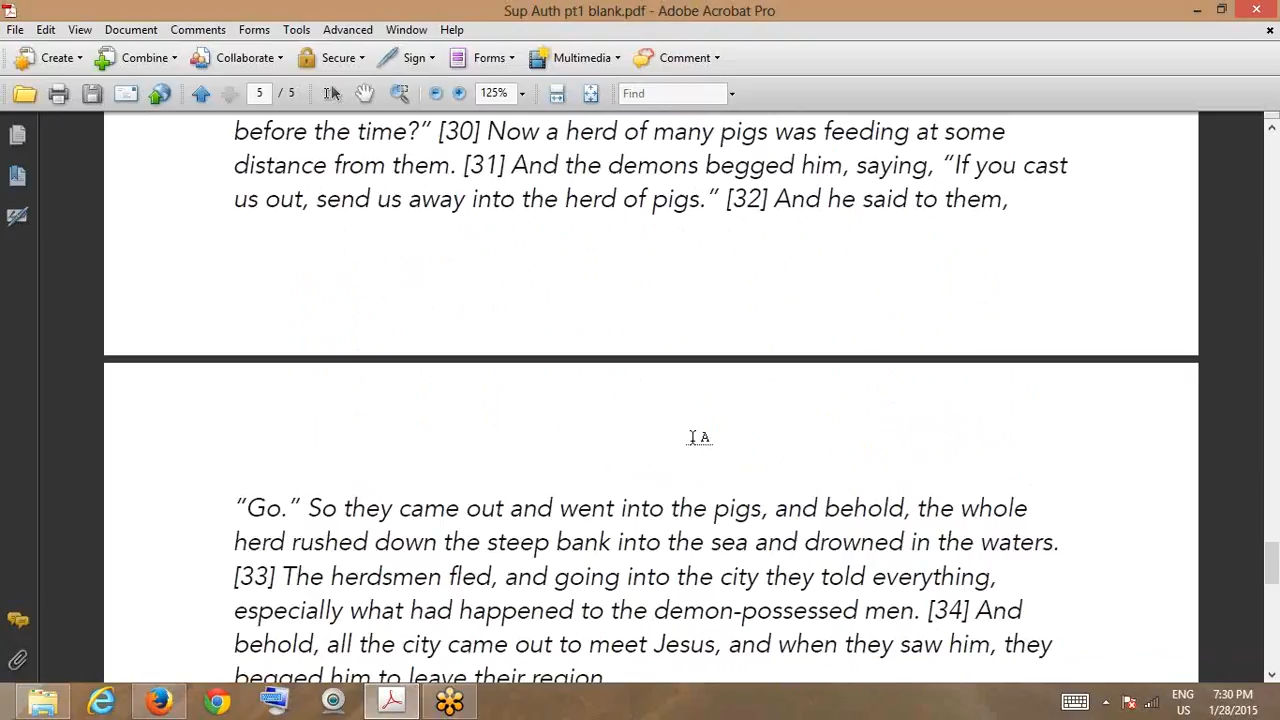 Sup Auth pt1 blank.pdf - Adobe Acrobat Pro
File Edit View Document Comments Forms Tools Advanced Window Help
Create Combine Collaborate Secure Sign Forms Multimedia Comment
5 / 5 125% Find
before the time?” [30] Now a herd of many pigs was feeding at some
distance from them. [31] And the demons begged him, saying, “If you cast
us out, send us away into the herd of pigs.” [32] And he said to them,
“Go.” So they came out and went into the pigs, and behold, the whole
herd rushed down the steep bank into the sea and drowned in the waters.
[33] The herdsmen fled, and going into the city they told everything,
especially what had happened to the demon-possessed men. [34] And
behold, all the city came out to meet Jesus, and when they saw him, they
begged him to leave their region.
ENG 7:30 PM
US 1/28/2015